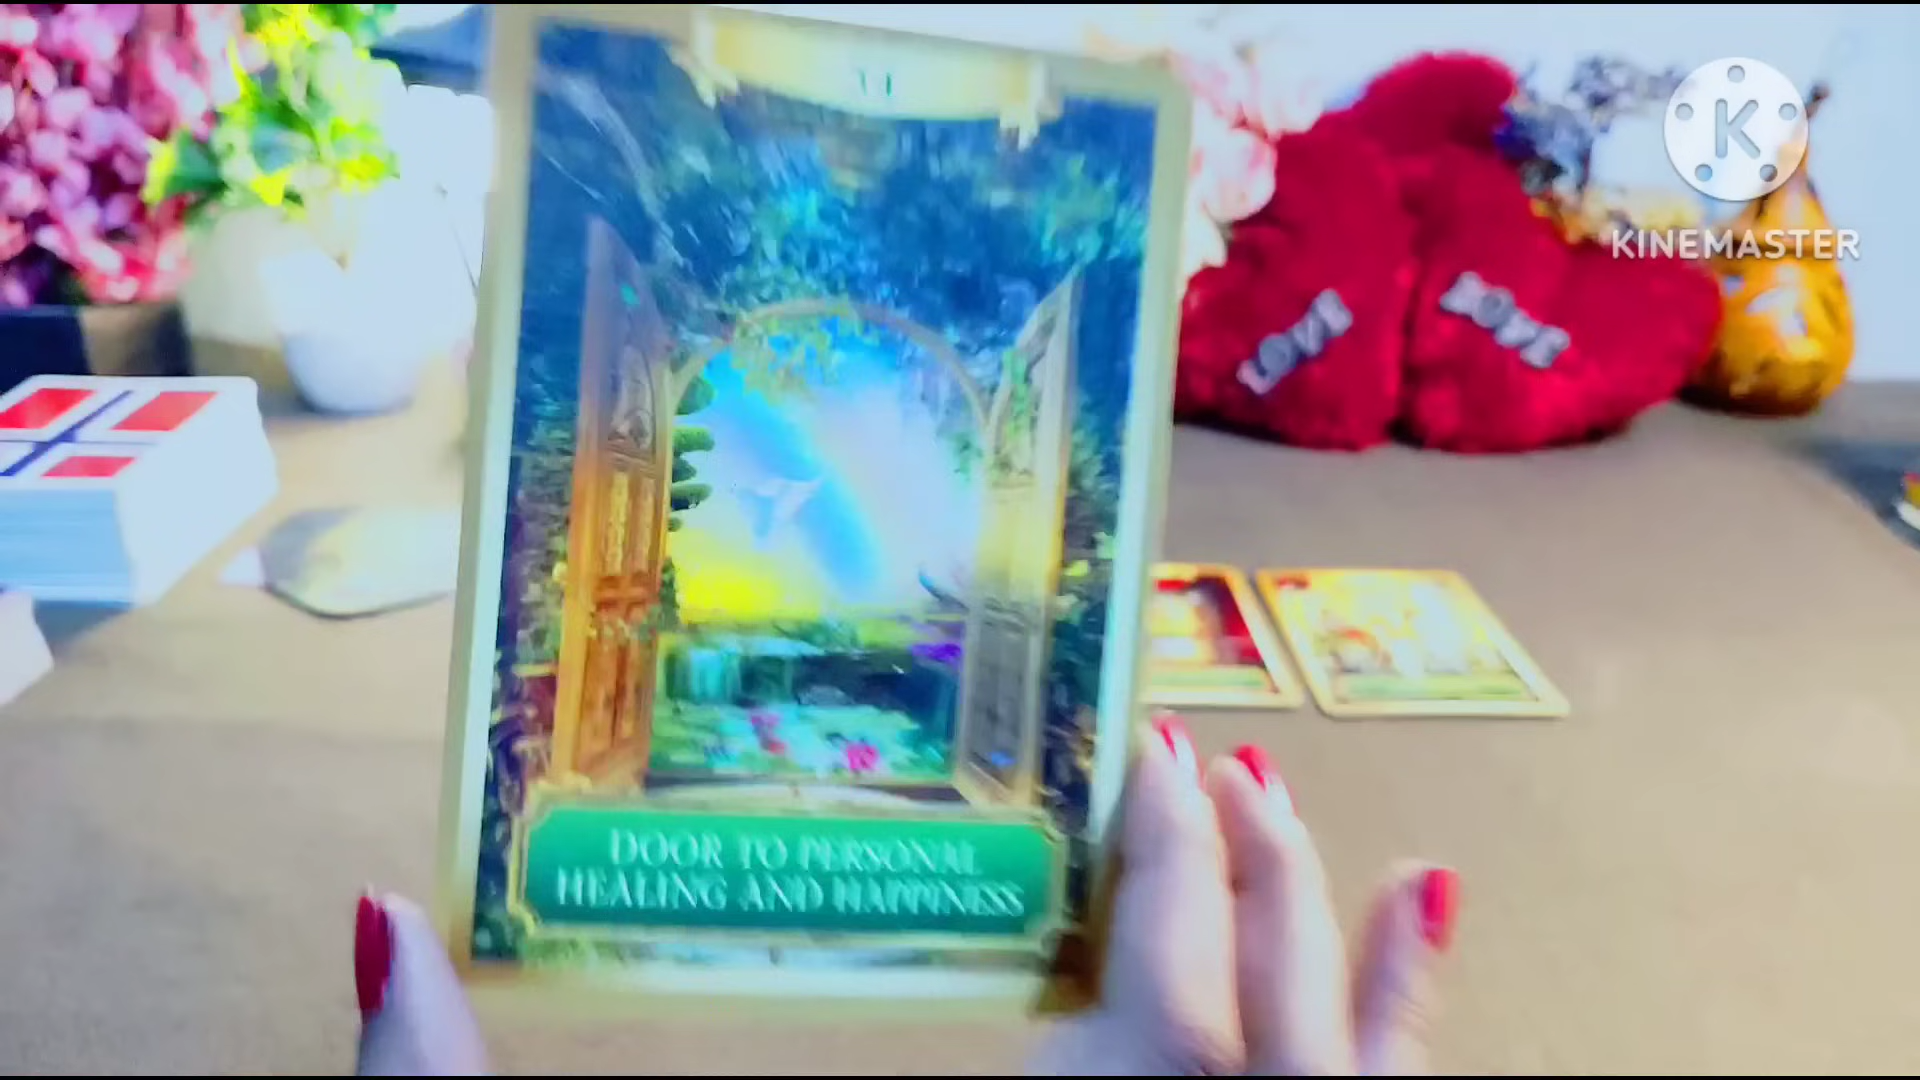 K
KINEMASTER
LOVE
LOVE
DOOR TO PERSONAL
HEALING AND HAPPINESS